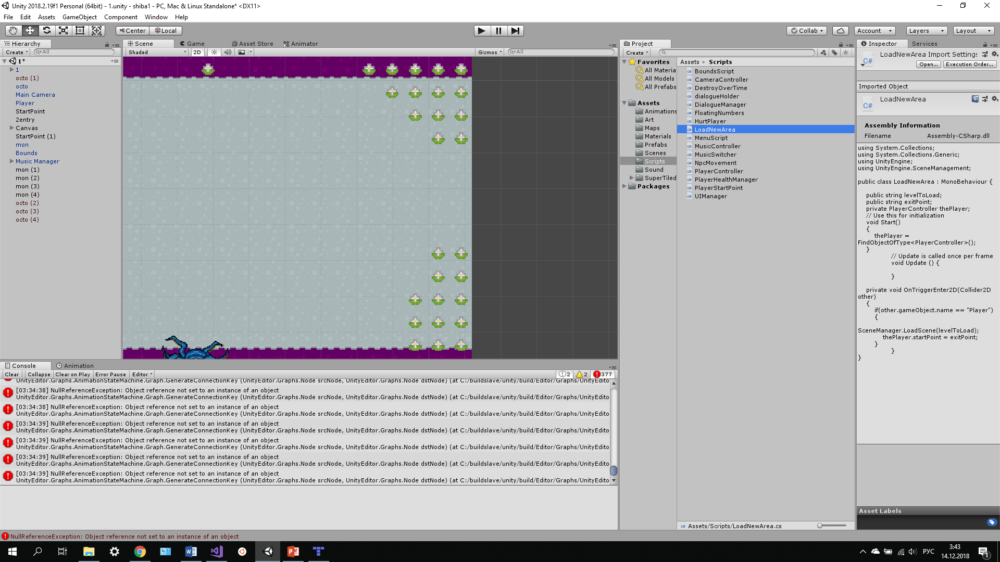 Unity 2018.2.19f1 Personal (64bit) - 1.unity - shiba1 - PC, Mac & Linux Standalone* <DX11>
File Edit Assets GameObject Component Window Help
Center Local
Collab Account Layers Layout
Hierarchy
Create All
1*
1
octo (1)
octo
Main Camera
Player
StartPoint
2entry
Canvas
StartPoint (1)
mon
Bounds
Music Manager
mon (1)
mon (2)
mon (3)
mon (4)
octo (2)
octo (3)
octo (4)
Scene Game Asset Store Animator
Shaded 2D Gizmos All
Project
Create
Favorites
All Materia
All Models
All Prefabs
Assets
Animations
Art
Maps
Materials
Prefabs
Scenes
Scripts
Sound
SuperTiled
Packages
Assets Scripts
BoundsScript
CameraController
DestroyOverTime
dialogueHolder
DialogueManager
FloatingNumbers
HurtPlayer
LoadNewArea
MenuScript
MusicController
MusicSwitcher
NpcMovement
PlayerController
PlayerHealthManager
PlayerStartPoint
UIManager
Assets/Scripts/LoadNewArea.cs
Inspector Services
C#
LoadNewArea Import Settings
Open... Execution Order...
Imported Object
C#
LoadNewArea
Assembly Information
Filename Assembly-CSharp.dll
using System.Collections;
using System.Collections.Generic;
using UnityEngine;
using UnityEngine.SceneManagement;
public class LoadNewArea : MonoBehaviour {
public string levelToLoad;
public string exitPoint;
private PlayerController thePlayer;
// Use this for initialization
void Start()
{
thePlayer =
FindObjectOfType<PlayerController>();
}
// Update is called once per frame
void Update () {
}
private void OnTriggerEnter2D(Collider2D
other)
{
if(other.gameObject.name == "Player")
{
SceneManager.LoadScene(levelToLoad);
thePlayer.startPoint = exitPoint;
}
}
}
Asset Labels
Console Animation
Clear Collapse Clear on Play Error Pause Editor 2 2 377
UnityEditor.Graphs.AnimationStateMachine.Graph.GenerateConnectionKey (UnityEditor.Graphs.Node srcNode, UnityEditor.Graphs.Node dstNode) (at C:/buildslave/unity/build/Editor/Graphs/UnityEdito
[03:34:38] NullReferenceException: Object reference not set to an instance of an object
UnityEditor.Graphs.AnimationStateMachine.Graph.GenerateConnectionKey (UnityEditor.Graphs.Node srcNode, UnityEditor.Graphs.Node dstNode) (at C:/buildslave/unity/build/Editor/Graphs/UnityEdito
[03:34:38] NullReferenceException: Object reference not set to an instance of an object
UnityEditor.Graphs.AnimationStateMachine.Graph.GenerateConnectionKey (UnityEditor.Graphs.Node srcNode, UnityEditor.Graphs.Node dstNode) (at C:/buildslave/unity/build/Editor/Graphs/UnityEdito
[03:34:39] NullReferenceException: Object reference not set to an instance of an object
UnityEditor.Graphs.AnimationStateMachine.Graph.GenerateConnectionKey (UnityEditor.Graphs.Node srcNode, UnityEditor.Graphs.Node dstNode) (at C:/buildslave/unity/build/Editor/Graphs/UnityEdito
[03:34:39] NullReferenceException: Object reference not set to an instance of an object
UnityEditor.Graphs.AnimationStateMachine.Graph.GenerateConnectionKey (UnityEditor.Graphs.Node srcNode, UnityEditor.Graphs.Node dstNode) (at C:/buildslave/unity/build/Editor/Graphs/UnityEdito
[03:34:39] NullReferenceException: Object reference not set to an instance of an object
UnityEditor.Graphs.AnimationStateMachine.Graph.GenerateConnectionKey (UnityEditor.Graphs.Node srcNode, UnityEditor.Graphs.Node dstNode) (at C:/buildslave/unity/build/Editor/Graphs/UnityEdito
[03:34:39] NullReferenceException: Object reference not set to an instance of an object
UnityEditor.Graphs.AnimationStateMachine.Graph.GenerateConnectionKey (UnityEditor.Graphs.Node srcNode, UnityEditor.Graphs.Node dstNode) (at C:/buildslave/unity/build/Editor/Graphs/UnityEdito
NullReferenceException: Object reference not set to an instance of an object
РУС
3:43
14.12.2018
1